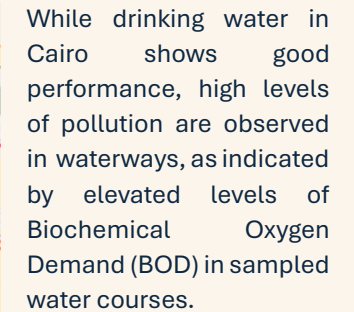 While drinking water in
Cairo shows good
performance, high levels
of pollution are observed
in waterways, as indicated
by elevated levels of
Biochemical Oxygen
Demand (BOD) in sampled
water courses.